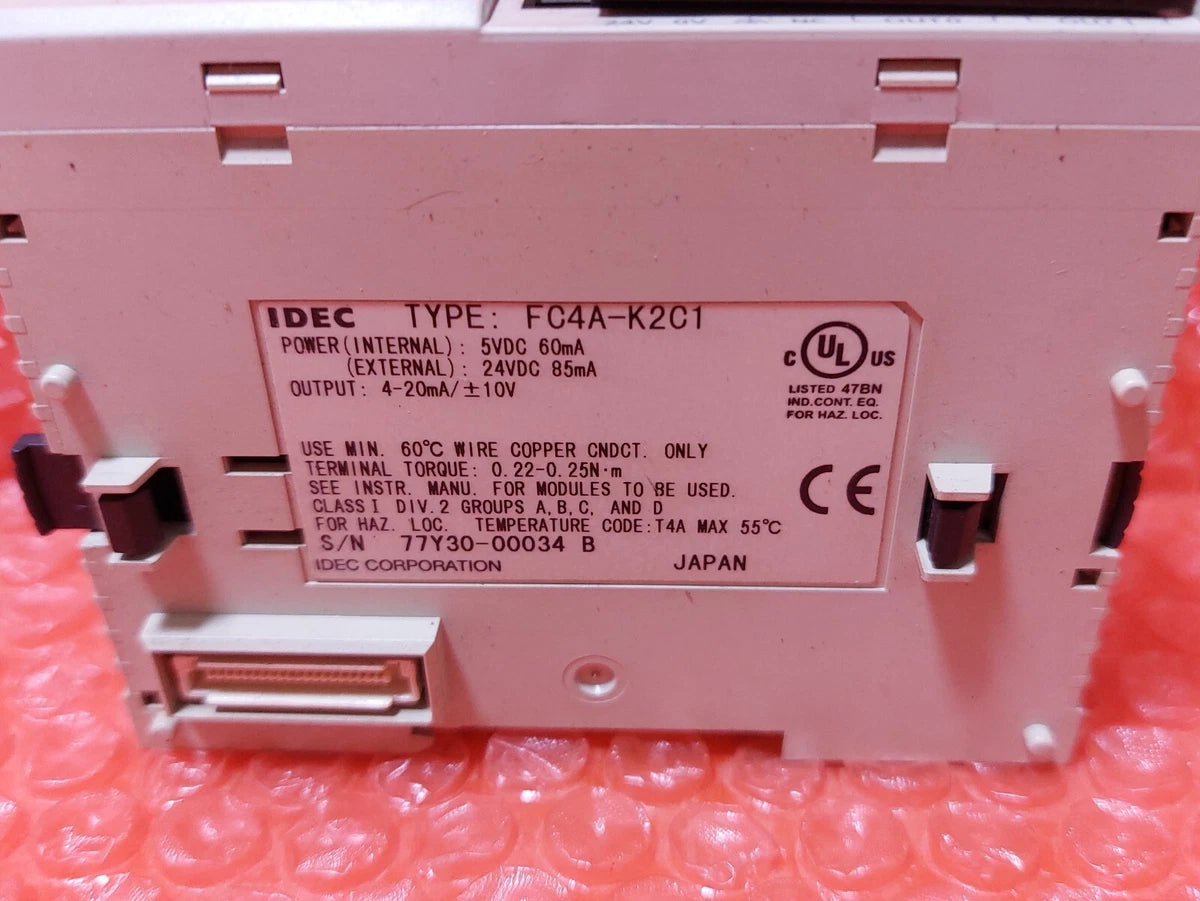 24V 0V NC
IDEC TYPE: FC4A-K2C1
POWER(INTERNAL): 5VDC 60mA
(EXTERNAL): 24VDC 85mA
OUTPUT: 4-20mA/±10V
C UL US
LISTED 47BN
IND.CONT. EQ.
FOR HAZ. LOC.
USE MIN. 60℃ WIRE COPPER CNDCT. ONLY
TERMINAL TORQUE: 0.22-0.25N·m
SEE INSTR. MANU. FOR MODULES TO BE USED.
CLASS I DIV.2 GROUPS A,B,C, AND D
FOR HAZ. LOC. TEMPERATURE CODE:T4A MAX 55℃
CE
S/N 77Y30-00034 B
IDEC CORPORATION JAPAN